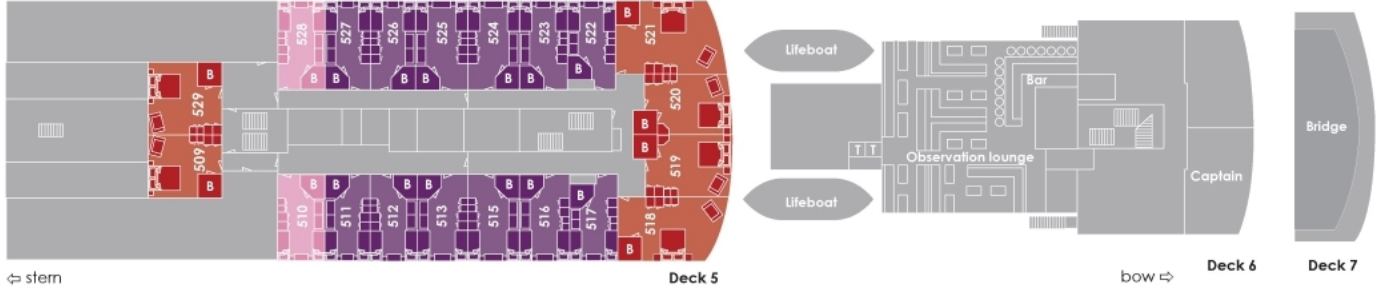 528
527
526
525
524
523
522
521
B
B
B
B
B
B
B
529
B
509
B
520
B
B
519
510
511
512
513
515
516
517
518
B
B
B
B
B
B
B
Lifeboat
Lifeboat
Bar
T T
Observation lounge
Captain
Bridge
⇦ stern
Deck 5
bow ⇨
Deck 6
Deck 7